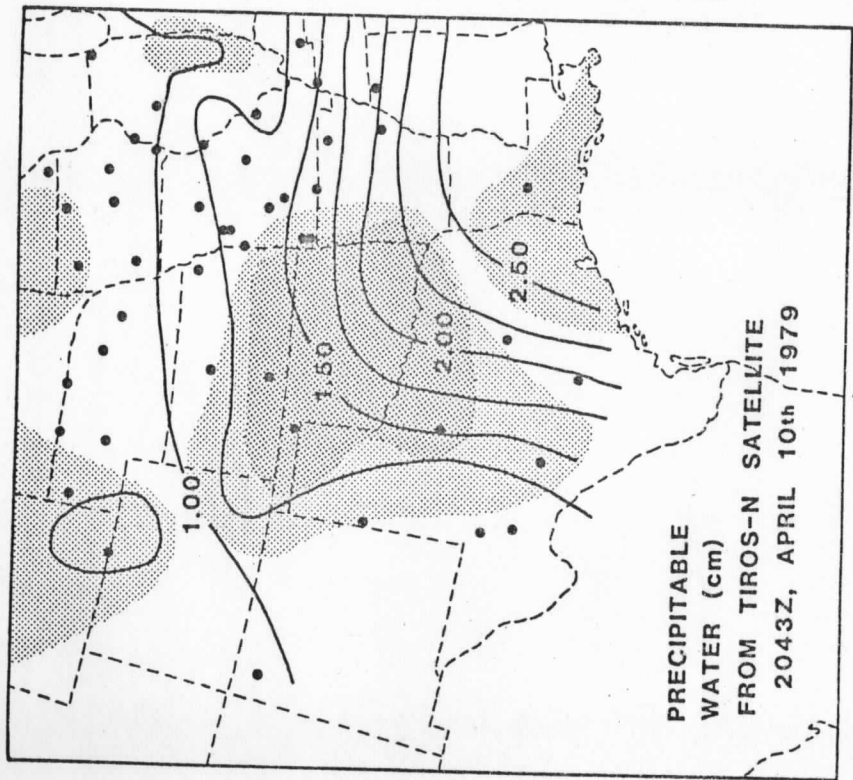 1.00
1.50
2.00
2.50
PRECIPITABLE
WATER (cm)
FROM TIROS-N SATELLITE
2043Z, APRIL 10th 1979